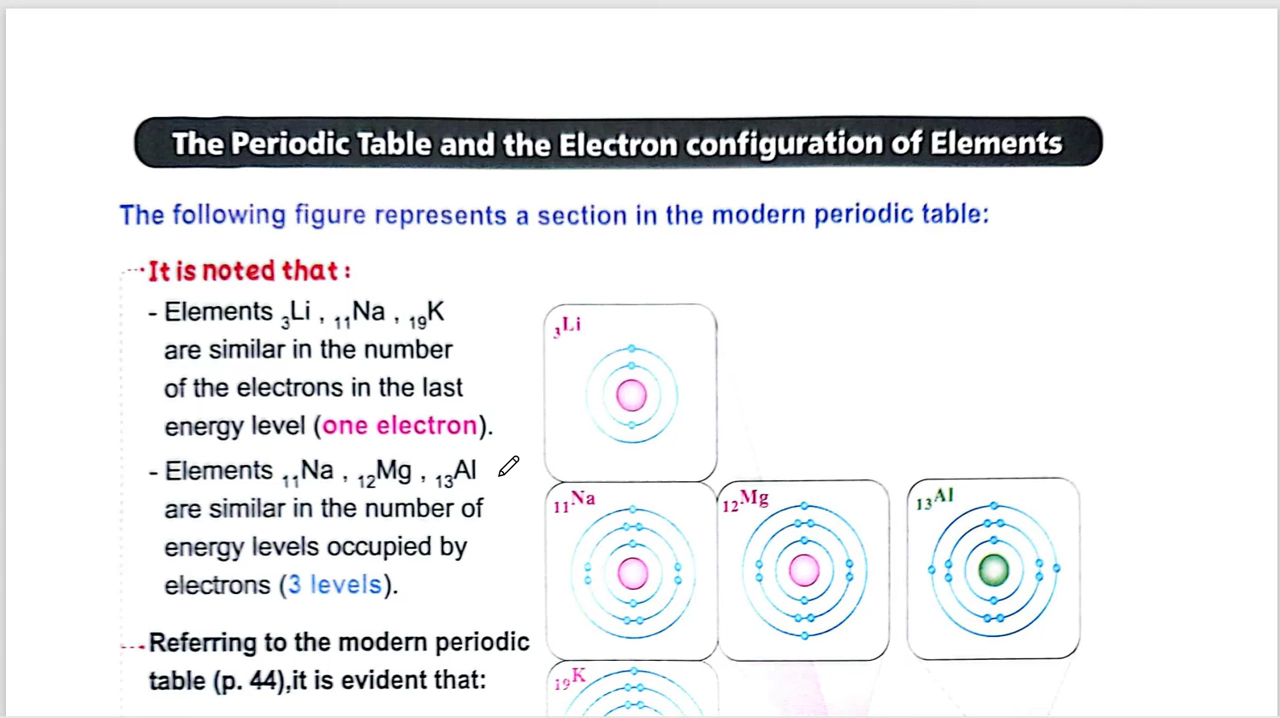 The Periodic Table and the Electron configuration of Elements
The following figure represents a section in the modern periodic table:
It is noted that:
- Elements ₃Li , ₁₁Na , ₁₉K
are similar in the number
of the electrons in the last
energy level (one electron).
- Elements ₁₁Na , ₁₂Mg , ₁₃Al
are similar in the number of
energy levels occupied by
electrons (3 levels).
Referring to the modern periodic
table (p. 44),it is evident that:
₃Li
₁₁Na
₁₂Mg
₁₃Al
₁₉K